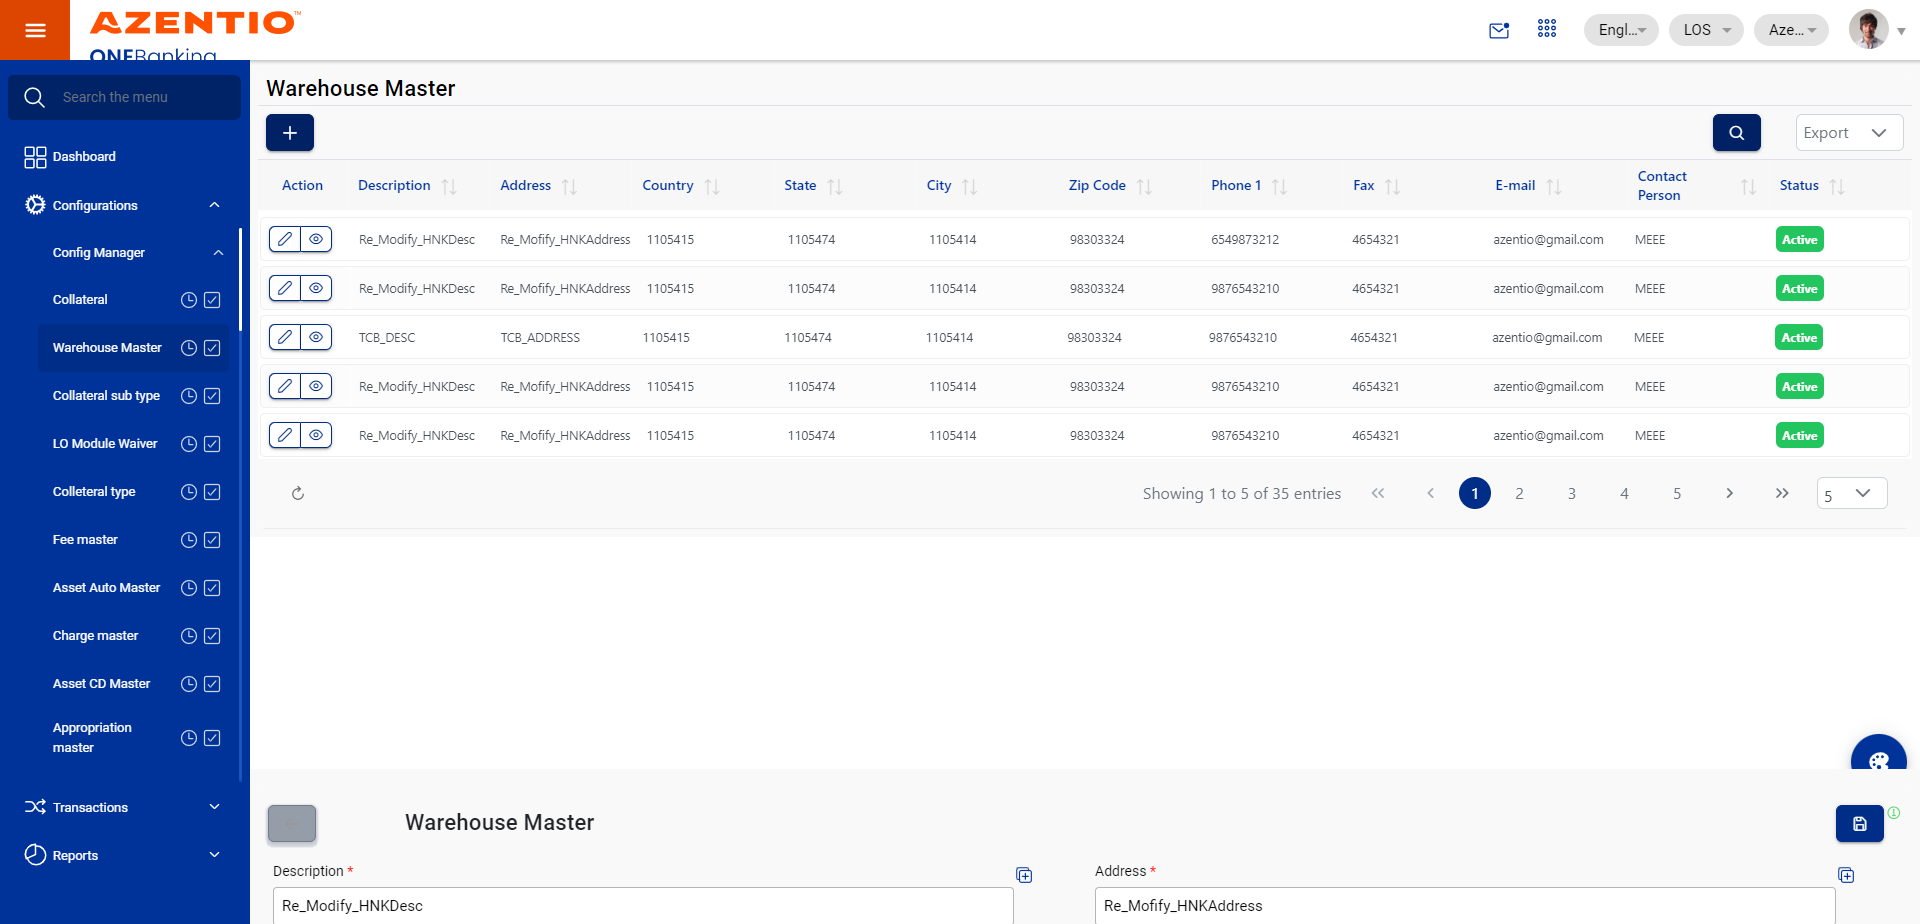 AZENTIO™
ONEBanking
Engl...
LOS
Aze...
Search the menu
Dashboard
Configurations
Config Manager
Collateral
Warehouse Master
Collateral sub type
LO Module Waiver
Colleteral type
Fee master
Asset Auto Master
Charge master
Asset CD Master
Appropriation
master
Transactions
Reports
Warehouse Master
Export
Action Description Address Country State City Zip Code Phone 1 Fax E-mail Contact Person Status
Re_Modify_HNKDesc Re_Mofify_HNKAddress 1105415 1105474 1105414 98303324 6549873212 4654321 azentio@gmail.com MEEE Active
Re_Modify_HNKDesc Re_Mofify_HNKAddress 1105415 1105474 1105414 98303324 9876543210 4654321 azentio@gmail.com MEEE Active
TCB_DESC TCB_ADDRESS 1105415 1105474 1105414 98303324 9876543210 4654321 azentio@gmail.com MEEE Active
Re_Modify_HNKDesc Re_Mofify_HNKAddress 1105415 1105474 1105414 98303324 9876543210 4654321 azentio@gmail.com MEEE Active
Re_Modify_HNKDesc Re_Mofify_HNKAddress 1105415 1105474 1105414 98303324 9876543210 4654321 azentio@gmail.com MEEE Active
Showing 1 to 5 of 35 entries 1 2 3 4 5 5
Warehouse Master
Description * Address *
Re_Modify_HNKDesc Re_Mofify_HNKAddress